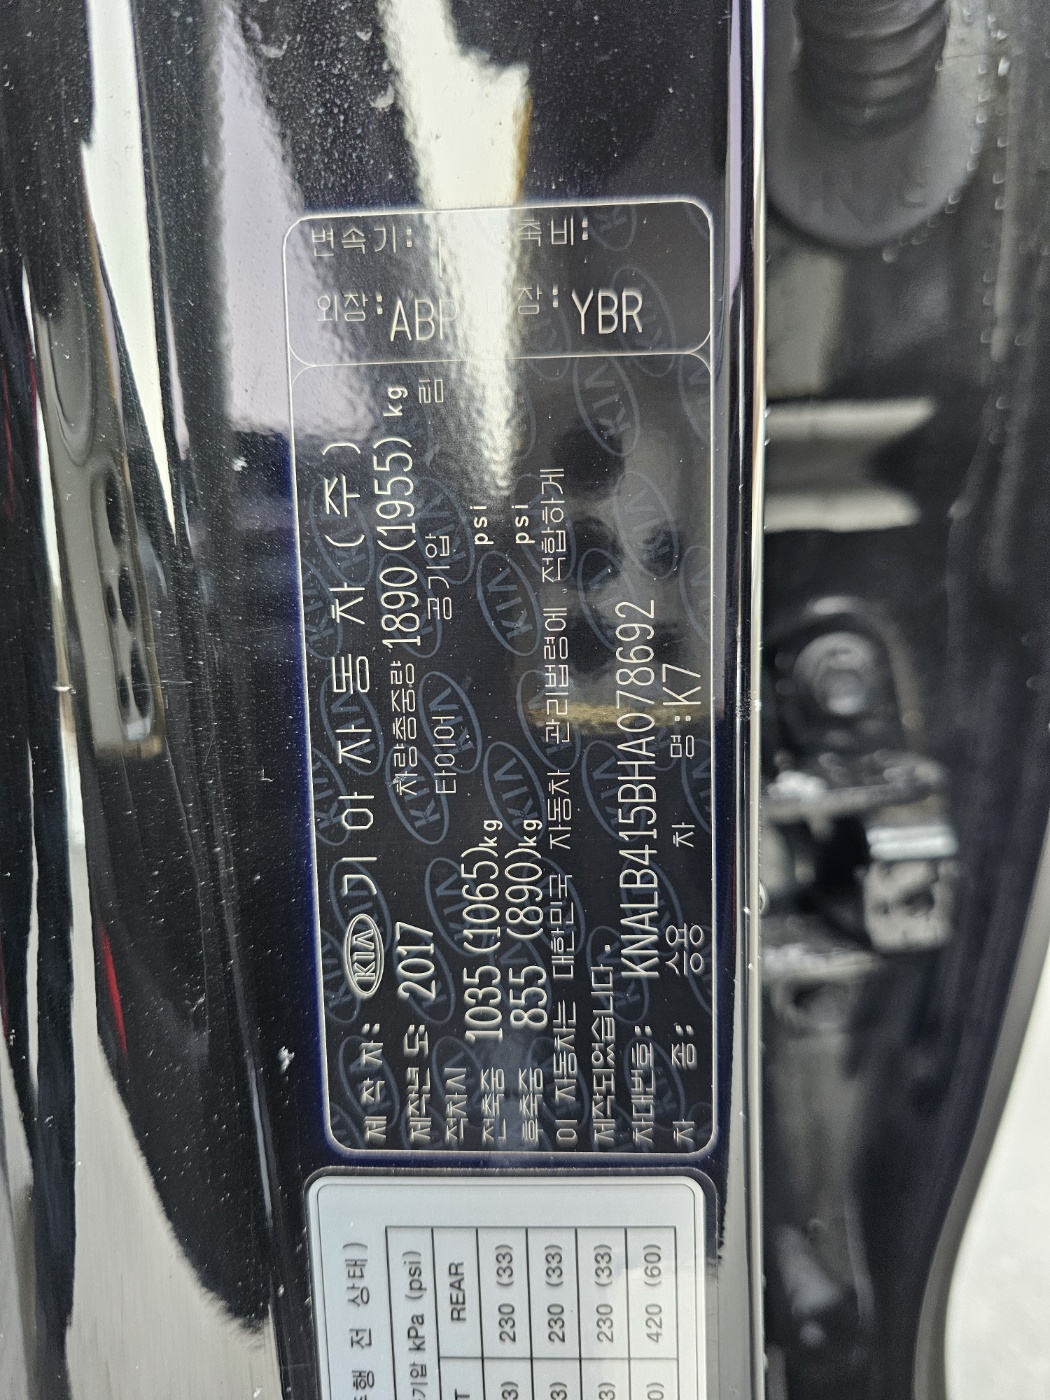 제 작 차: KIA 기 아 자 동 차 ( 주 )
제작년 도: 2017 차량총중량 1890(1955) kg
적차시 타이어 공기압 림
전축중 1035(1065)kg psi
후축중 855 (890)kg psi
이 자동차는 대한민국 자동차 관리법령에 적합하게
제작되었습니다.
차대번호: KNALB415BHA078692
차 종: 승용 차 명:K7
변속기: 축비:
외장: YBR
행 전 상태)
기압 kPa (psi)
REAR
230 (33)
230 (33)
230 (33)
420 (60)